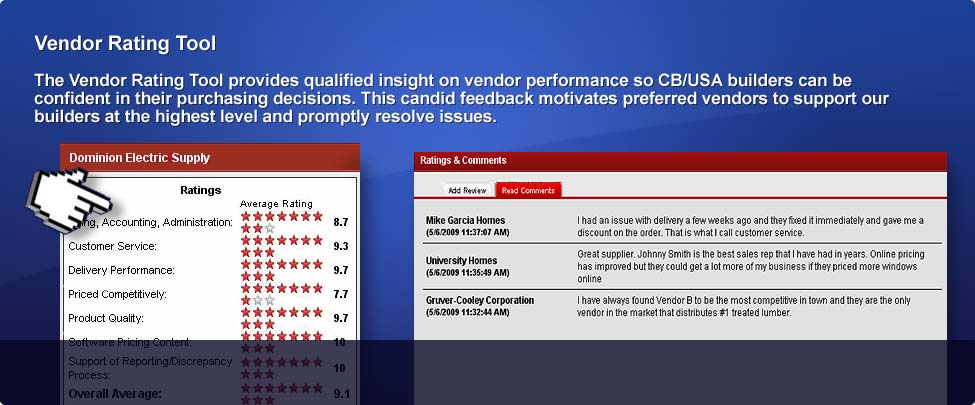 Vendor Rating Tool
The Vendor Rating Tool provides qualified insight on vendor performance so CB/USA builders can be
confident in their purchasing decisions. This candid feedback motivates preferred vendors to support our
builders at the highest level and promptly resolve issues.
Dominion Electric Supply
Ratings
Average Rating
Accounting, Administration: 8.7
Customer Service: 9.3
Delivery Performance: 9.7
Priced Competitively: 7.7
Product Quality: 9.7
Software Pricing Content: 10
Support of Reporting/Discrepancy
Process: 10
Overall Average: 9.1
Ratings & Comments
Add Review Read Comments
Mike Garcia Homes
(5/6/2009 11:37:07 AM)
I had an issue with delivery a few weeks ago and they fixed it immediately and gave me a
discount on the order. That is what I call customer service.
University Homes
(5/6/2009 11:35:49 AM)
Great supplier. Johnny Smith is the best sales rep that I have had in years. Online pricing
has improved but they could get a lot more of my business if they priced more windows
online
Gruver-Cooley Corporation
(5/6/2009 11:32:44 AM)
I have always found Vendor B to be the most competitive in town and they are the only
vendor in the market that distributes #1 treated lumber.